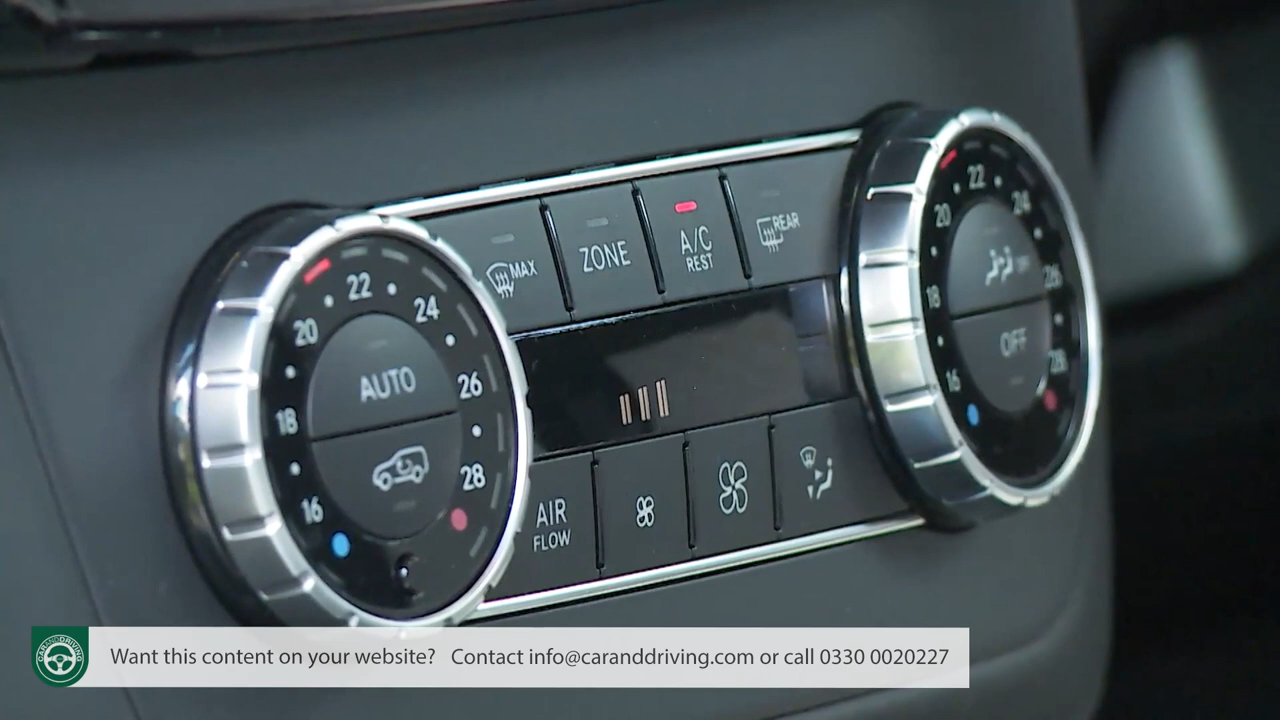 MAX
ZONE
A/C
REST
REAR
22
24
20
26
18
28
16
AUTO
AIR
FLOW
22
24
20
26
18
28
16
OFF
CARANDDRIVING
Want this content on your website? Contact info@caranddriving.com or call 0330 0020227